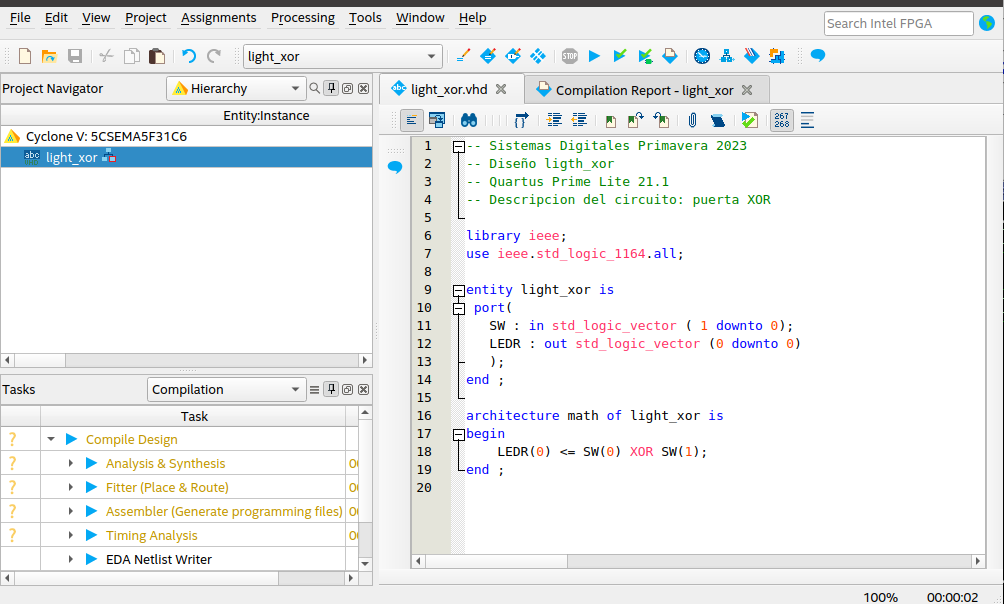 File Edit View Project Assignments Processing Tools Window Help
Search Intel FPGA
light_xor
STOP
Project Navigator
Hierarchy
Entity:Instance
Cyclone V: 5CSEMA5F31C6
abc light_xor
Tasks
Compilation
Task
? Compile Design
? Analysis & Synthesis
? Fitter (Place & Route)
? Assembler (Generate programming files)
? Timing Analysis
EDA Netlist Writer
abc light_xor.vhd
Compilation Report - light_xor
267
268
1 -- Sistemas Digitales Primavera 2023
2 -- Diseño ligth_xor
3 -- Quartus Prime Lite 21.1
4 -- Descripcion del circuito: puerta XOR
5
6 library ieee;
7 use ieee.std_logic_1164.all;
8
9 entity light_xor is
10 port(
11 SW : in std_logic_vector ( 1 downto 0);
12 LEDR : out std_logic_vector (0 downto 0)
13 );
14 end ;
15
16 architecture math of light_xor is
17 begin
18 LEDR(0) <= SW(0) XOR SW(1);
19 end ;
20
100% 00:00:02